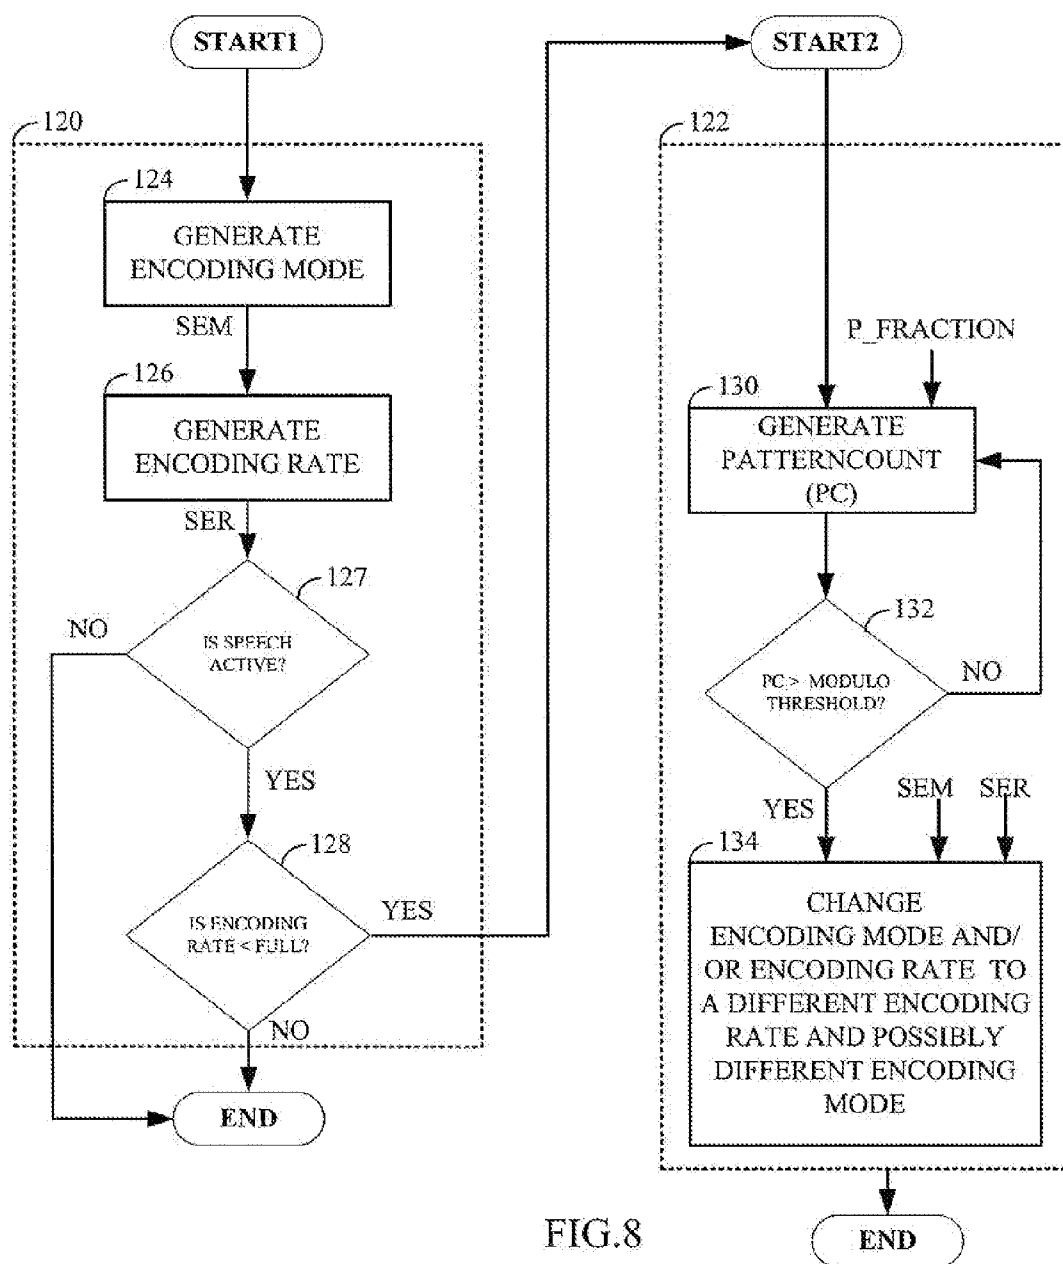 START1
120
124
GENERATE
ENCODING MODE
SEM
126
GENERATE
ENCODING RATE
SER
127
NO
IS SPEECH
ACTIVE?
YES
128
IS ENCODING
RATE < FULL?
YES
NO
END
START2
122
P_FRACTION
130
GENERATE
PATTERNCOUNT
(PC)
132
PC > MODULO
THRESHOLD?
NO
YES
SEM
SER
134
CHANGE
ENCODING MODE AND/
OR ENCODING RATE TO
A DIFFERENT ENCODING
RATE AND POSSIBLY
DIFFERENT ENCODING
MODE
END
FIG.8